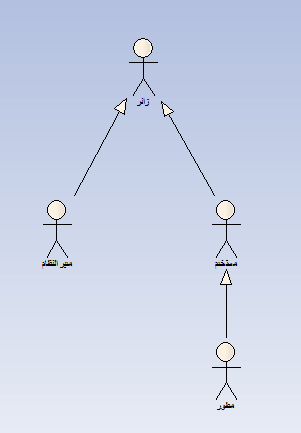 زائر
مدير النظام
مستخدم
مطور